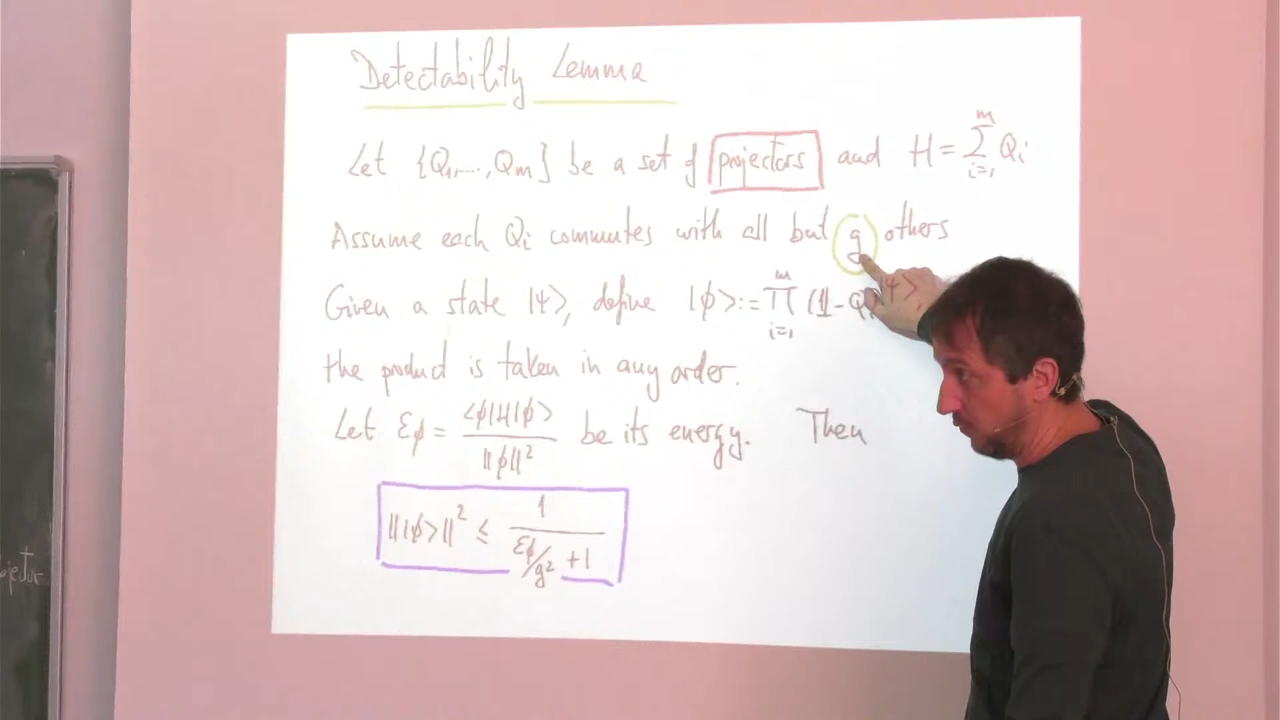 Detectability Lemma
Let {Q₁,...,Qm} be a set of projectors and H = ∑_{i=1}^{m} Qi
Assume each Qi commutes with all but g others
Given a state |ψ>, define |ϕ> := ∏_{i=1}^{m} (𝟙 - Qi)|ψ>,
the product is taken in any order.
Let εϕ = <ϕ|H|ϕ> / ||ϕ||² be its energy. Then
|| |ϕ> ||² ≤ 1 / (εϕ/g² + 1)